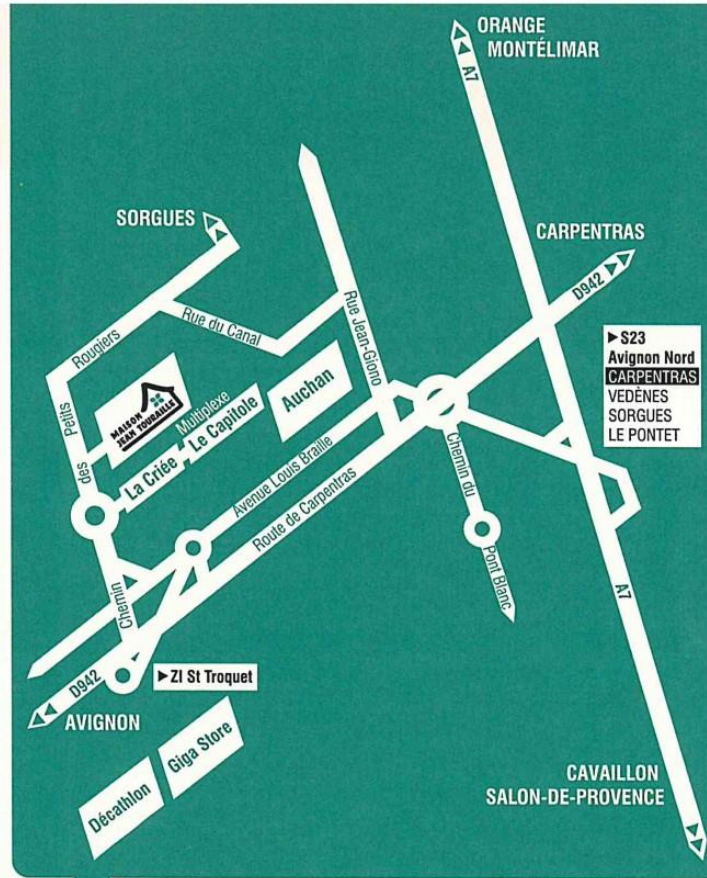 ORANGE
MONTÉLIMAR
A7
SORGUES
CARPENTRAS
D942
Rue Jean-Giono
Rue du Canal
Rougiers
Petits
des
Chemin
MAISON
JEAN TOURAILLE
Multiplexe
Le Capitole
La Criée
Auchan
▶S23
Avignon Nord
CARPENTRAS
VEDÈNES
SORGUES
LE PONTET
Avenue Louis Braille
Route de Carpentras
Chemin du
Pont Blanc
A7
▶ZI St Troquet
D942
AVIGNON
Giga Store
Décathlon
CAVAILLON
SALON-DE-PROVENCE